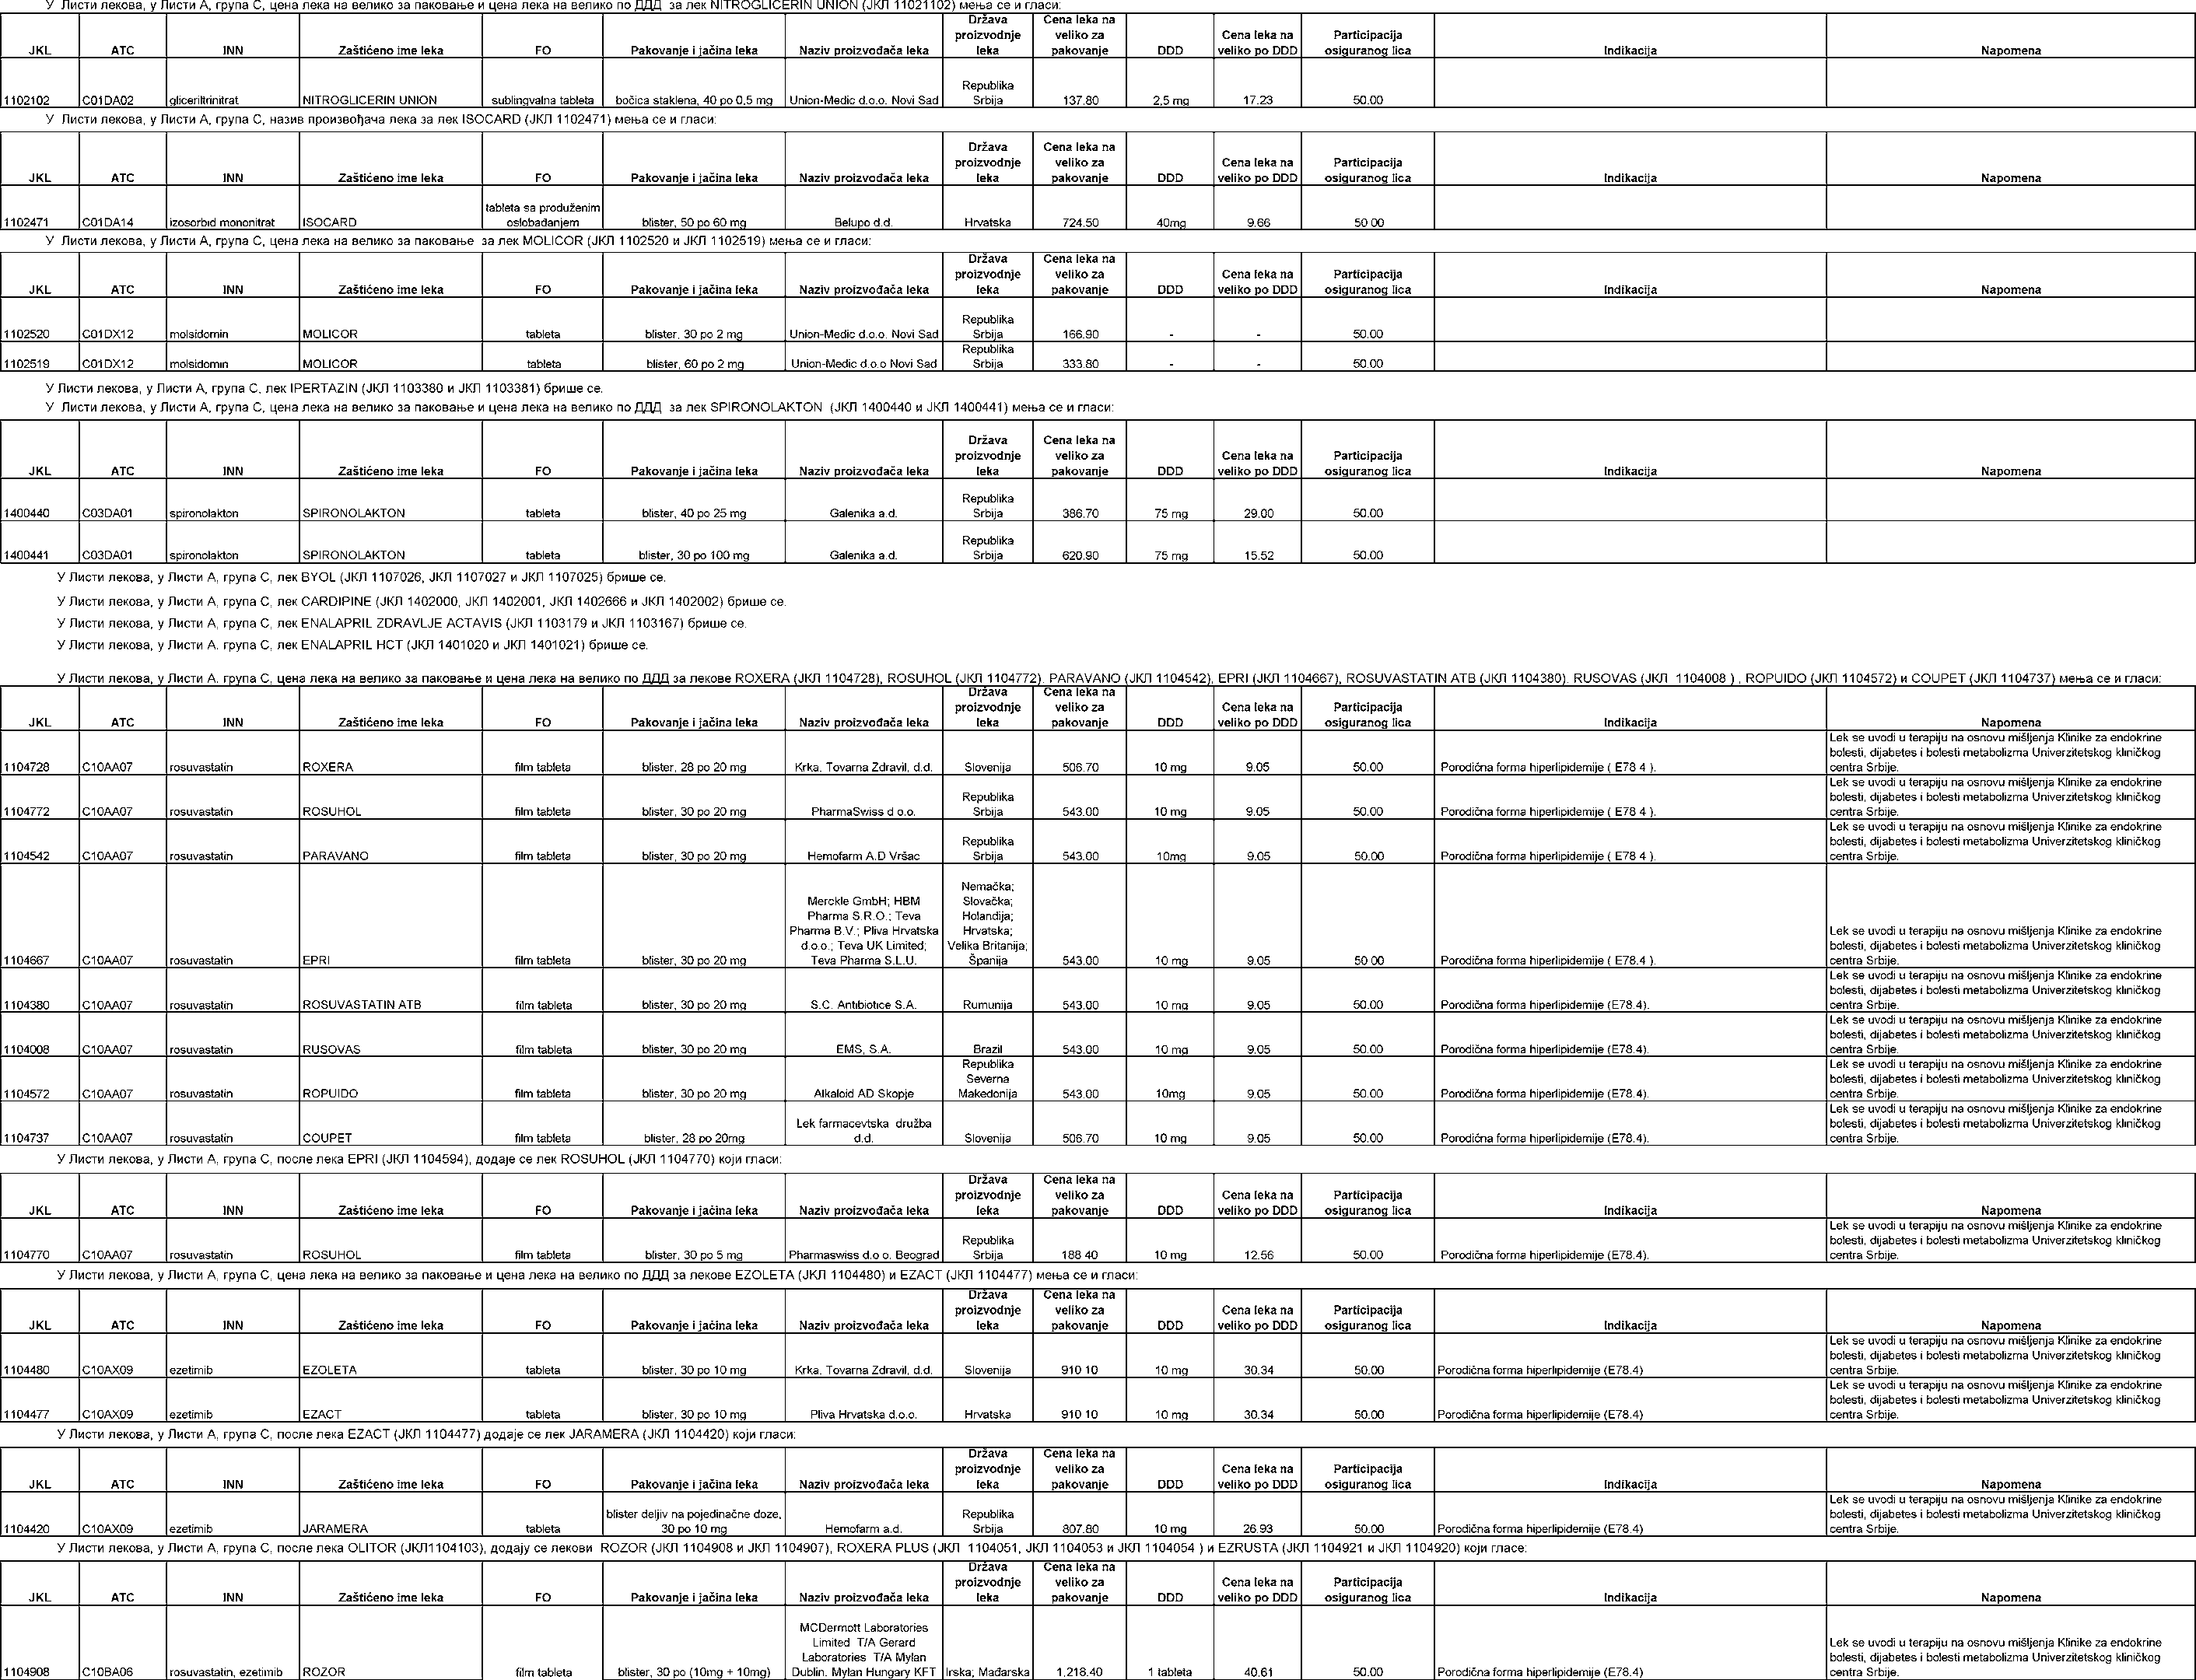 У Листи лекова, у Листи А, група C, цена лека на велико за паковање и цена лека на велико по ДДД за лек NITROGLICERIN UNION (ЈКЛ 11021102) мења се и гласи:
JKL ATC INN Zaštićeno ime leka FO Pakovanje i jačina leka Naziv proizvođača leka Država proizvodnje leka Cena leka na veliko za pakovanje DDD Cena leka na veliko po DDD Participacija osiguranog lica Indikacija Napomena
1102102 C01DA02 gliceriltrinitrat NITROGLICERIN UNION sublingvalna tableta bočica staklena, 40 po 0,5 mg Union-Medic d.o.o. Novi Sad Republika Srbija 137.80 2,5 mg 17.23 50.00
У Листи лекова, у Листи А, група C, назив произвођача лека за лек ISOCARD (ЈКЛ 1102471) мења се и гласи:
JKL ATC INN Zaštićeno ime leka FO Pakovanje i jačina leka Naziv proizvođača leka Država proizvodnje leka Cena leka na veliko za pakovanje DDD Cena leka na veliko po DDD Participacija osiguranog lica Indikacija Napomena
1102471 C01DA14 izosorbid mononitrat ISOCARD tableta sa produženim oslobađanjem blister, 50 po 60 mg Belupo d.d. Hrvatska 724.50 40mg 9.66 50.00
У Листи лекова, у Листи А, група C, цена лека на велико за паковање за лек MOLICOR (ЈКЛ 1102520 и ЈКЛ 1102519) мења се и гласи:
JKL ATC INN Zaštićeno ime leka FO Pakovanje i jačina leka Naziv proizvođača leka Država proizvodnje leka Cena leka na veliko za pakovanje DDD Cena leka na veliko po DDD Participacija osiguranog lica Indikacija Napomena
1102520 C01DX12 molsidomin MOLICOR tableta blister, 30 po 2 mg Union-Medic d.o.o. Novi Sad Republika Srbija 166.90 - - 50.00
1102519 C01DX12 molsidomin MOLICOR tableta blister, 60 po 2 mg Union-Medic d.o.o Novi Sad Republika Srbija 333.80 - - 50.00
У Листи лекова, у Листи А, група C, лек IPERTAZIN (ЈКЛ 1103380 и ЈКЛ 1103381) брише се.
У Листи лекова, у Листи А, група C, цена лека на велико за паковање и цена лека на велико по ДДД за лек SPIRONOLAKTON (ЈКЛ 1400440 и ЈКЛ 1400441) мења се и гласи:
JKL ATC INN Zaštićeno ime leka FO Pakovanje i jačina leka Naziv proizvođača leka Država proizvodnje leka Cena leka na veliko za pakovanje DDD Cena leka na veliko po DDD Participacija osiguranog lica Indikacija Napomena
1400440 C03DA01 spironolakton SPIRONOLAKTON tableta blister, 40 po 25 mg Galenika a.d. Republika Srbija 386.70 75 mg 29.00 50.00
1400441 C03DA01 spironolakton SPIRONOLAKTON tableta blister, 30 po 100 mg Galenika a.d. Republika Srbija 620.90 75 mg 15.52 50.00
У Листи лекова, у Листи А, група C, лек BYOL (ЈКЛ 1107026, ЈКЛ 1107027 и ЈКЛ 1107025) брише се.
У Листи лекова, у Листи А, група C, лек CARDIPINE (ЈКЛ 1402000, ЈКЛ 1402001, ЈКЛ 1402666 и ЈКЛ 1402002) брише се.
У Листи лекова, у Листи А, група C, лек ENALAPRIL ZDRAVLJE ACTAVIS (ЈКЛ 1103179 и ЈКЛ 1103167) брише се.
У Листи лекова, у Листи А, група C, лек ENALAPRIL HCT (ЈКЛ 1401020 и ЈКЛ 1401021) брише се.
У Листи лекова, у Листи А, група C, цена лека на велико за паковање и цена лека на велико по ДДД за лекове ROXERA (ЈКЛ 1104728), ROSUHOL (ЈКЛ 1104772), PARAVANO (ЈКЛ 1104542), EPRI (ЈКЛ 1104667), ROSUVASTATIN ATB (ЈКЛ 1104380), RUSOVAS (ЈКЛ 1104008 ) , ROPUIDO (ЈКЛ 1104572) и COUPET (ЈКЛ 1104737) мења се и гласи:
JKL ATC INN Zaštićeno ime leka FO Pakovanje i jačina leka Naziv proizvođača leka Država proizvodnje leka Cena leka na veliko za pakovanje DDD Cena leka na veliko po DDD Participacija osiguranog lica Indikacija Napomena
1104728 C10AA07 rosuvastatin ROXERA film tableta blister, 28 po 20 mg Krka, Tovarna Zdravil, d.d. Slovenija 506.70 10 mg 9.05 50.00 Porodična forma hiperlipidemije ( E78.4 ). Lek se uvodi u terapiju na osnovu mišljenja Klinike za endokrine bolesti, dijabetes i bolesti metabolizma Univerzitetskog kliničkog centra Srbije.
1104772 C10AA07 rosuvastatin ROSUHOL film tableta blister, 30 po 20 mg PharmaSwiss d.o.o. Republika Srbija 543.00 10 mg 9.05 50.00 Porodična forma hiperlipidemije ( E78.4 ). Lek se uvodi u terapiju na osnovu mišljenja Klinike za endokrine bolesti, dijabetes i bolesti metabolizma Univerzitetskog kliničkog centra Srbije.
1104542 C10AA07 rosuvastatin PARAVANO film tableta blister, 30 po 20 mg Hemofarm A.D Vršac Republika Srbija 543.00 10mg 9.05 50.00 Porodična forma hiperlipidemije ( E78.4 ). Lek se uvodi u terapiju na osnovu mišljenja Klinike za endokrine bolesti, dijabetes i bolesti metabolizma Univerzitetskog kliničkog centra Srbije.
1104667 C10AA07 rosuvastatin EPRI film tableta blister, 30 po 20 mg Merckle GmbH; HBM Pharma S.R.O.; Teva Pharma B.V.; Pliva Hrvatska d.o.o.; Teva UK Limited; Teva Pharma S.L.U. Nemačka; Slovačka; Holandija; Hrvatska; Velika Britanija; Španija 543.00 10 mg 9.05 50.00 Porodična forma hiperlipidemije ( E78.4 ). Lek se uvodi u terapiju na osnovu mišljenja Klinike za endokrine bolesti, dijabetes i bolesti metabolizma Univerzitetskog kliničkog centra Srbije.
1104380 C10AA07 rosuvastatin ROSUVASTATIN ATB film tableta blister, 30 po 20 mg S.C. Antibiotice S.A. Rumunija 543.00 10 mg 9.05 50.00 Porodična forma hiperlipidemije (E78.4). Lek se uvodi u terapiju na osnovu mišljenja Klinike za endokrine bolesti, dijabetes i bolesti metabolizma Univerzitetskog kliničkog centra Srbije.
1104008 C10AA07 rosuvastatin RUSOVAS film tableta blister, 30 po 20 mg EMS, S.A. Brazil 543.00 10 mg 9.05 50.00 Porodična forma hiperlipidemije (E78.4). Lek se uvodi u terapiju na osnovu mišljenja Klinike za endokrine bolesti, dijabetes i bolesti metabolizma Univerzitetskog kliničkog centra Srbije.
1104572 C10AA07 rosuvastatin ROPUIDO film tableta blister, 30 po 20 mg Alkaloid AD Skopje Republika Severna Makedonija 543.00 10mg 9.05 50.00 Porodična forma hiperlipidemije (E78.4). Lek se uvodi u terapiju na osnovu mišljenja Klinike za endokrine bolesti, dijabetes i bolesti metabolizma Univerzitetskog kliničkog centra Srbije.
1104737 C10AA07 rosuvastatin COUPET film tableta blister, 28 po 20mg Lek farmacevtska družba d.d. Slovenija 506.70 10 mg 9.05 50.00 Porodična forma hiperlipidemije (E78.4). Lek se uvodi u terapiju na osnovu mišljenja Klinike za endokrine bolesti, dijabetes i bolesti metabolizma Univerzitetskog kliničkog centra Srbije.
У Листи лекова, у Листи А, група C, после лека EPRI (ЈКЛ 1104594), додаје се лек ROSUHOL (ЈКЛ 1104770) који гласи:
JKL ATC INN Zaštićeno ime leka FO Pakovanje i jačina leka Naziv proizvođača leka Država proizvodnje leka Cena leka na veliko za pakovanje DDD Cena leka na veliko po DDD Participacija osiguranog lica Indikacija Napomena
1104770 C10AA07 rosuvastatin ROSUHOL film tableta blister, 30 po 5 mg Pharmaswiss d.o.o. Beograd Republika Srbija 188.40 10 mg 12.56 50.00 Porodična forma hiperlipidemije (E78.4). Lek se uvodi u terapiju na osnovu mišljenja Klinike za endokrine bolesti, dijabetes i bolesti metabolizma Univerzitetskog kliničkog centra Srbije.
У Листи лекова, у Листи А, група C, цена лека на велико за паковање и цена лека на велико по ДДД за лекове EZOLETA (ЈКЛ 1104480) и EZACT (ЈКЛ 1104477) мења се и гласи:
JKL ATC INN Zaštićeno ime leka FO Pakovanje i jačina leka Naziv proizvođača leka Država proizvodnje leka Cena leka na veliko za pakovanje DDD Cena leka na veliko po DDD Participacija osiguranog lica Indikacija Napomena
1104480 C10AX09 ezetimib EZOLETA tableta blister, 30 po 10 mg Krka, Tovarna Zdravil, d.d. Slovenija 910.10 10 mg 30.34 50.00 Porodična forma hiperlipidemije (E78.4) Lek se uvodi u terapiju na osnovu mišljenja Klinike za endokrine bolesti, dijabetes i bolesti metabolizma Univerzitetskog kliničkog centra Srbije.
1104477 C10AX09 ezetimib EZACT tableta blister, 30 po 10 mg Pliva Hrvatska d.o.o. Hrvatska 910.10 10 mg 30.34 50.00 Porodična forma hiperlipidemije (E78.4) Lek se uvodi u terapiju na osnovu mišljenja Klinike za endokrine bolesti, dijabetes i bolesti metabolizma Univerzitetskog kliničkog centra Srbije.
У Листи лекова, у Листи А, група C, после лека EZACT (ЈКЛ 1104477) додаје се лек JARAMERA (ЈКЛ 1104420) који гласи:
JKL ATC INN Zaštićeno ime leka FO Pakovanje i jačina leka Naziv proizvođača leka Država proizvodnje leka Cena leka na veliko za pakovanje DDD Cena leka na veliko po DDD Participacija osiguranog lica Indikacija Napomena
1104420 C10AX09 ezetimib JARAMERA tableta blister deljiv na pojedinačne doze, 30 po 10 mg Hemofarm a.d. Republika Srbija 807.80 10 mg 26.93 50.00 Porodična forma hiperlipidemije (E78.4) Lek se uvodi u terapiju na osnovu mišljenja Klinike za endokrine bolesti, dijabetes i bolesti metabolizma Univerzitetskog kliničkog centra Srbije.
У Листи лекова, у Листи А, група C, после лека OLITOR (ЈКЛ1104103), додају се лекови ROZOR (ЈКЛ 1104908 и ЈКЛ 1104907), ROXERA PLUS (ЈКЛ 1104051, ЈКЛ 1104053 и ЈКЛ 1104054 ) и EZRUSTA (ЈКЛ 1104921 и ЈКЛ 1104920) који гласе:
JKL ATC INN Zaštićeno ime leka FO Pakovanje i jačina leka Naziv proizvođača leka Država proizvodnje leka Cena leka na veliko za pakovanje DDD Cena leka na veliko po DDD Participacija osiguranog lica Indikacija Napomena
1104908 C10BA06 rosuvastatin, ezetimib ROZOR film tableta blister, 30 po (10mg + 10mg) MCDermott Laboratories Limited T/A Gerard Laboratories T/A Mylan Dublin, Mylan Hungary KFT Irska; Mađarska 1,218.40 1 tableta 40.61 50.00 Porodična forma hiperlipidemije (E78.4) Lek se uvodi u terapiju na osnovu mišljenja Klinike za endokrine bolesti, dijabetes i bolesti metabolizma Univerzitetskog kliničkog centra Srbije.